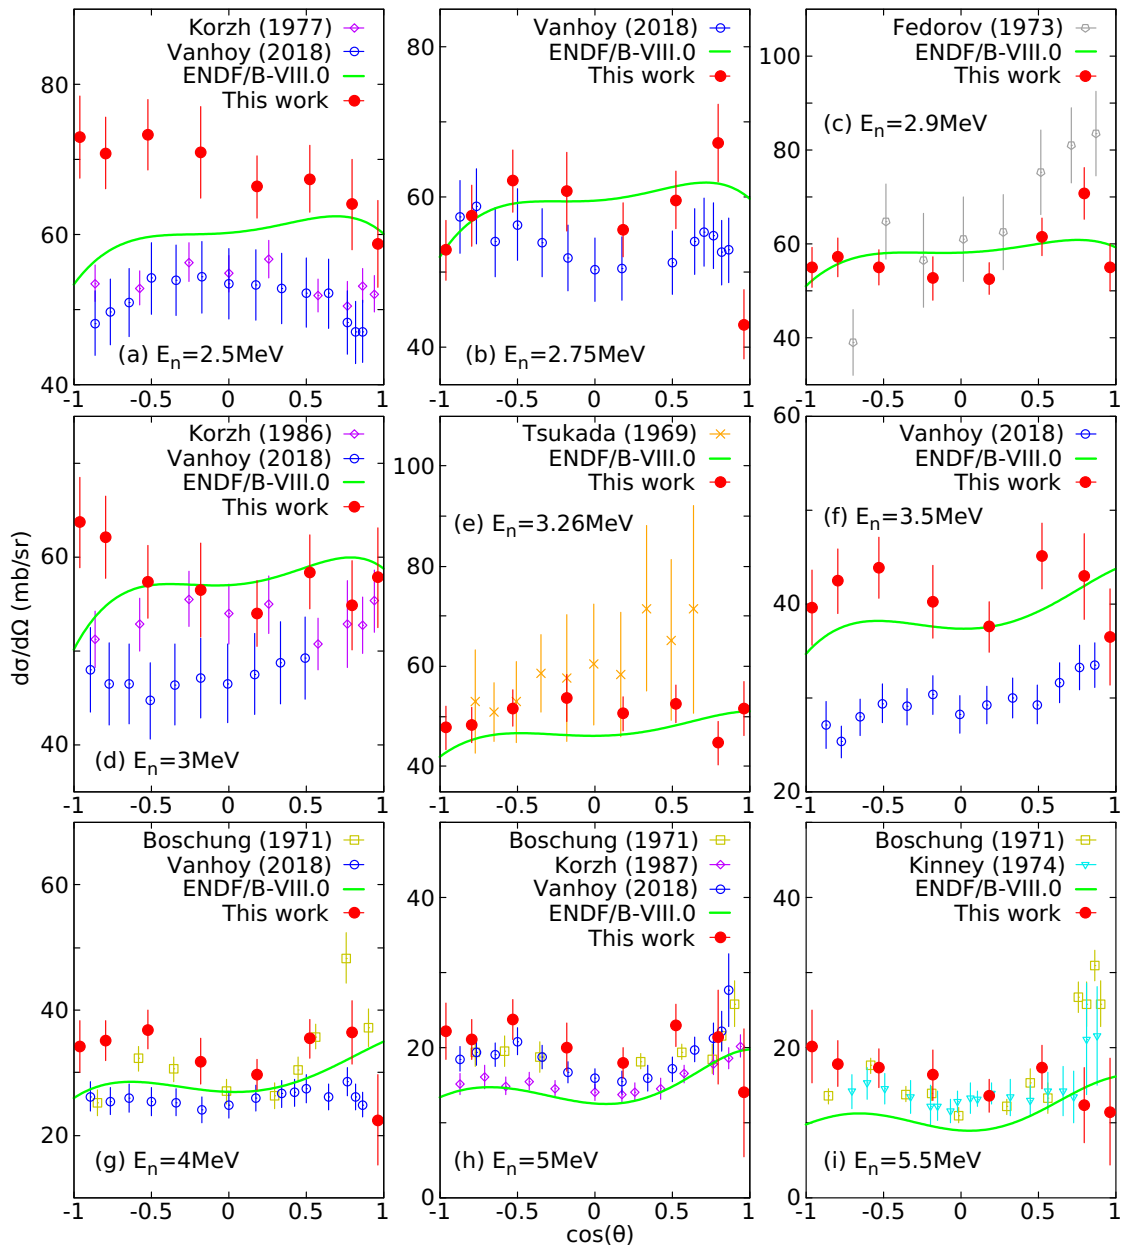 Korzh (1977)
Vanhoy (2018)
ENDF/B-VIII.0
This work
(a) E_n=2.5MeV
80
60
40
-1 -0.5 0 0.5 1
Vanhoy (2018)
ENDF/B-VIII.0
This work
(b) E_n=2.75MeV
80
60
40
-1 -0.5 0 0.5 1
Fedorov (1973)
ENDF/B-VIII.0
This work
(c) E_n=2.9MeV
100
80
60
40
-1 -0.5 0 0.5 1
dσ/dΩ (mb/sr)
Korzh (1986)
Vanhoy (2018)
ENDF/B-VIII.0
This work
(d) E_n=3MeV
60
40
-1 -0.5 0 0.5 1
Tsukada (1969)
ENDF/B-VIII.0
This work
(e) E_n=3.26MeV
100
80
60
40
-1 -0.5 0 0.5 1
Vanhoy (2018)
ENDF/B-VIII.0
This work
(f) E_n=3.5MeV
60
40
20
-1 -0.5 0 0.5 1
Boschung (1971)
Vanhoy (2018)
ENDF/B-VIII.0
This work
(g) E_n=4MeV
60
40
20
-1 -0.5 0 0.5 1
Boschung (1971)
Korzh (1987)
Vanhoy (2018)
ENDF/B-VIII.0
This work
(h) E_n=5MeV
40
20
0
-1 -0.5 0 0.5 1
Boschung (1971)
Kinney (1974)
ENDF/B-VIII.0
This work
(i) E_n=5.5MeV
40
20
0
-1 -0.5 0 0.5 1
cos(θ)